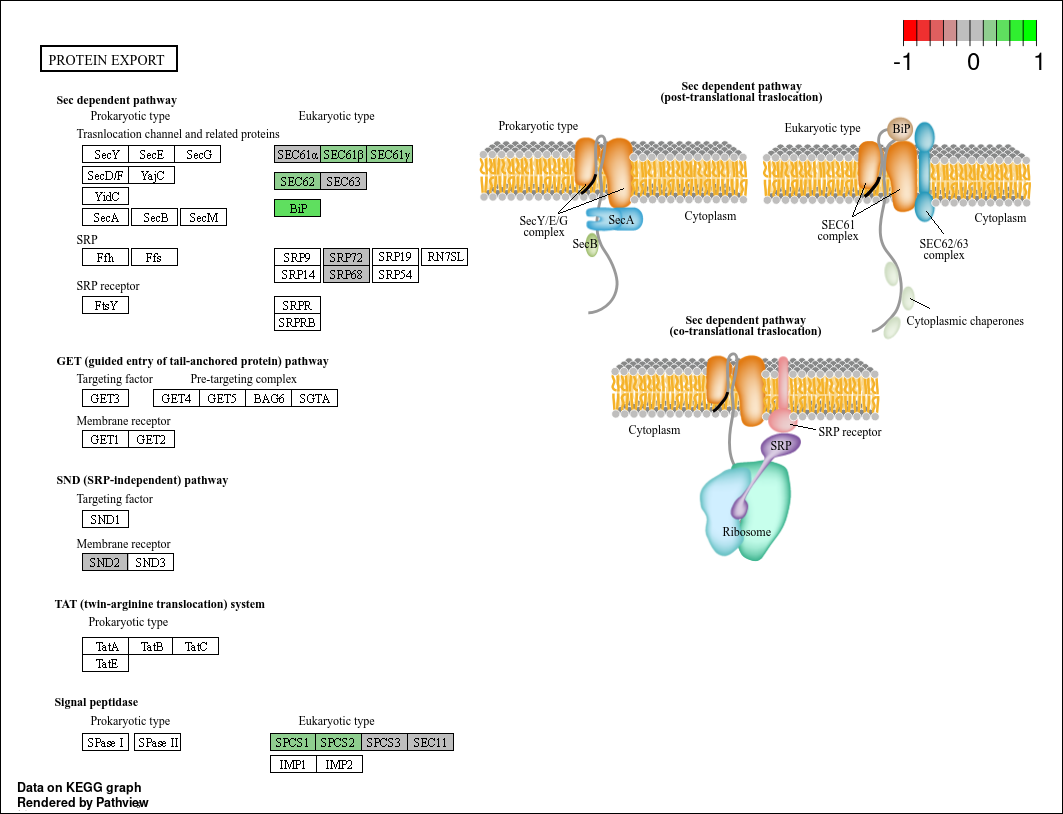 PROTEIN EXPORT
-1 0 1
Sec dependent pathway
Prokaryotic type Eukaryotic type
Trasnlocation channel and related proteins
SecY SecE SecG SEC61α SEC61β SEC61γ
SecD/F YajC SEC62 SEC63
YidC
SecA SecB SecM BiP
SRP
Ffh Ffs SRP9 SRP72 SRP19 RN7SL
SRP14 SRP68 SRP54
SRP receptor
FtsY SRPR
SRPRB
GET (guided entry of tail-anchored protein) pathway
Targeting factor Pre-targeting complex
GET3 GET4 GET5 BAG6 SGTA
Membrane receptor
GET1 GET2
SND (SRP-independent) pathway
Targeting factor
SND1
Membrane receptor
SND2 SND3
TAT (twin-arginine translocation) system
Prokaryotic type
TatA TatB TatC
TatE
Signal peptidase
Prokaryotic type Eukaryotic type
SPase I SPase II SPCS1 SPCS2 SPCS3 SEC11
IMP1 IMP2
Data on KEGG graph
Rendered by Pathview
Sec dependent pathway
(post-translational traslocation)
Prokaryotic type
SecY/E/G
complex
SecA
SecB
Cytoplasm
Eukaryotic type
BiP
SEC61
complex
SEC62/63
complex
Cytoplasm
Cytoplasmic chaperones
Sec dependent pathway
(co-translational traslocation)
Cytoplasm
SRP receptor
SRP
Ribosome